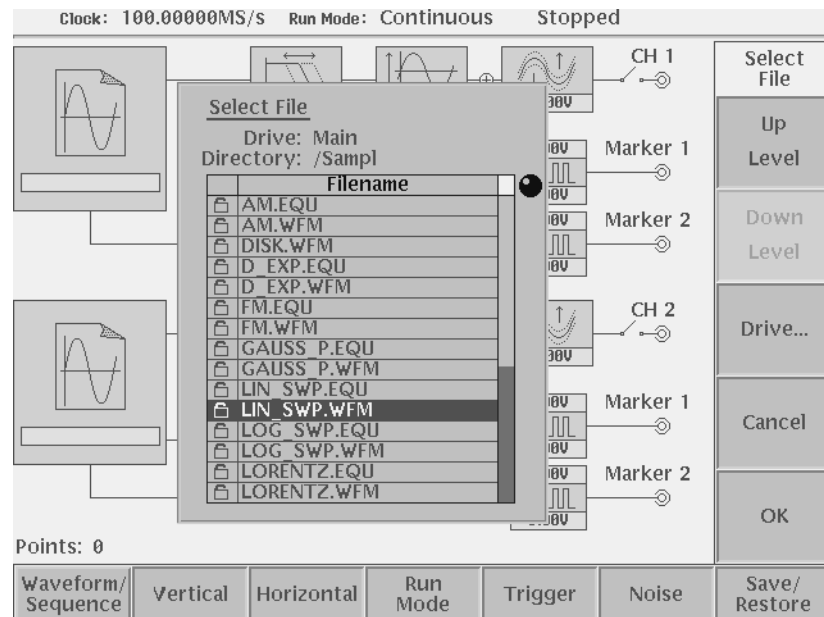 Clock: 100.00000MS/s Run Mode: Continuous Stopped
CH 1
Select
File
Select File
Drive: Main
Directory: /Sampl
Filename
AM.EQU
AM.WFM
DISK.WFM
D_EXP.EQU
D_EXP.WFM
FM.EQU
FM.WFM
GAUSS_P.EQU
GAUSS_P.WFM
LIN_SWP.EQU
LIN_SWP.WFM
LOG_SWP.EQU
LOG_SWP.WFM
LORENTZ.EQU
LORENTZ.WFM
Marker 1
Marker 2
CH 2
Marker 1
Marker 2
Up
Level
Down
Level
Drive...
Cancel
OK
Points: 0
Waveform/
Sequence
Vertical
Horizontal
Run
Mode
Trigger
Noise
Save/
Restore